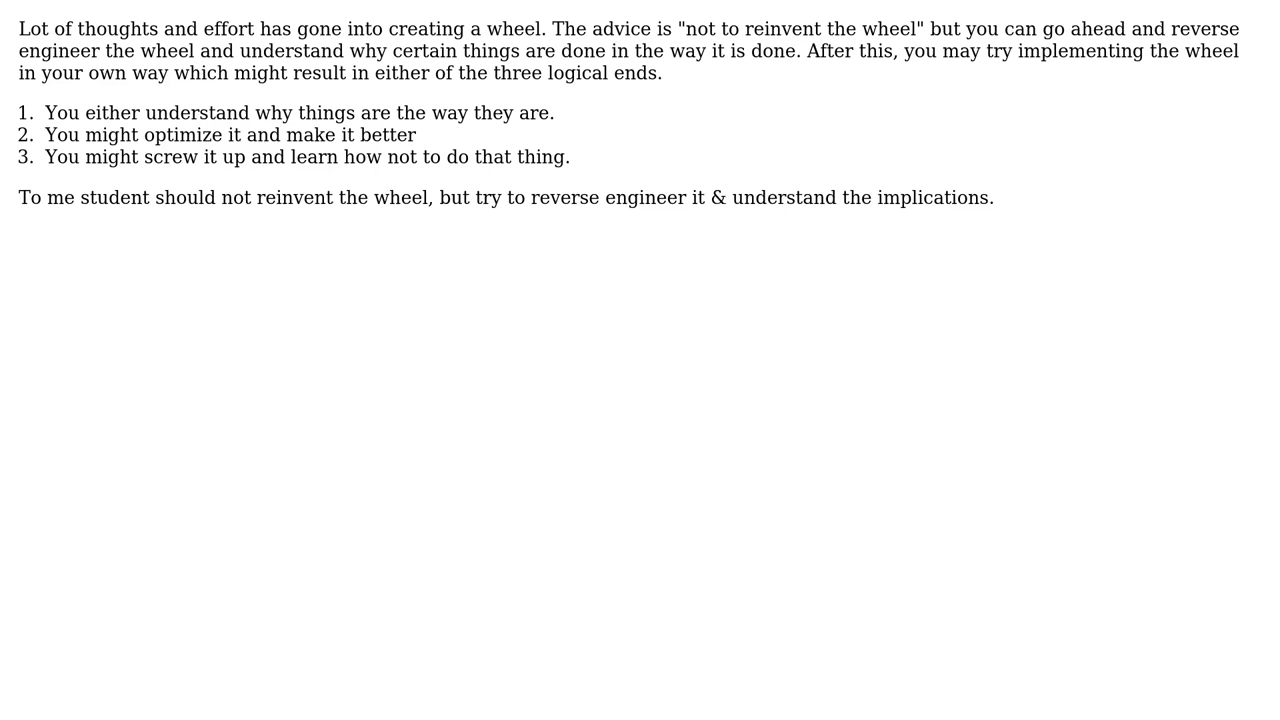 Lot of thoughts and effort has gone into creating a wheel. The advice is "not to reinvent the wheel" but you can go ahead and reverse
engineer the wheel and understand why certain things are done in the way it is done. After this, you may try implementing the wheel
in your own way which might result in either of the three logical ends.
1. You either understand why things are the way they are.
2. You might optimize it and make it better
3. You might screw it up and learn how not to do that thing.
To me student should not reinvent the wheel, but try to reverse engineer it & understand the implications.